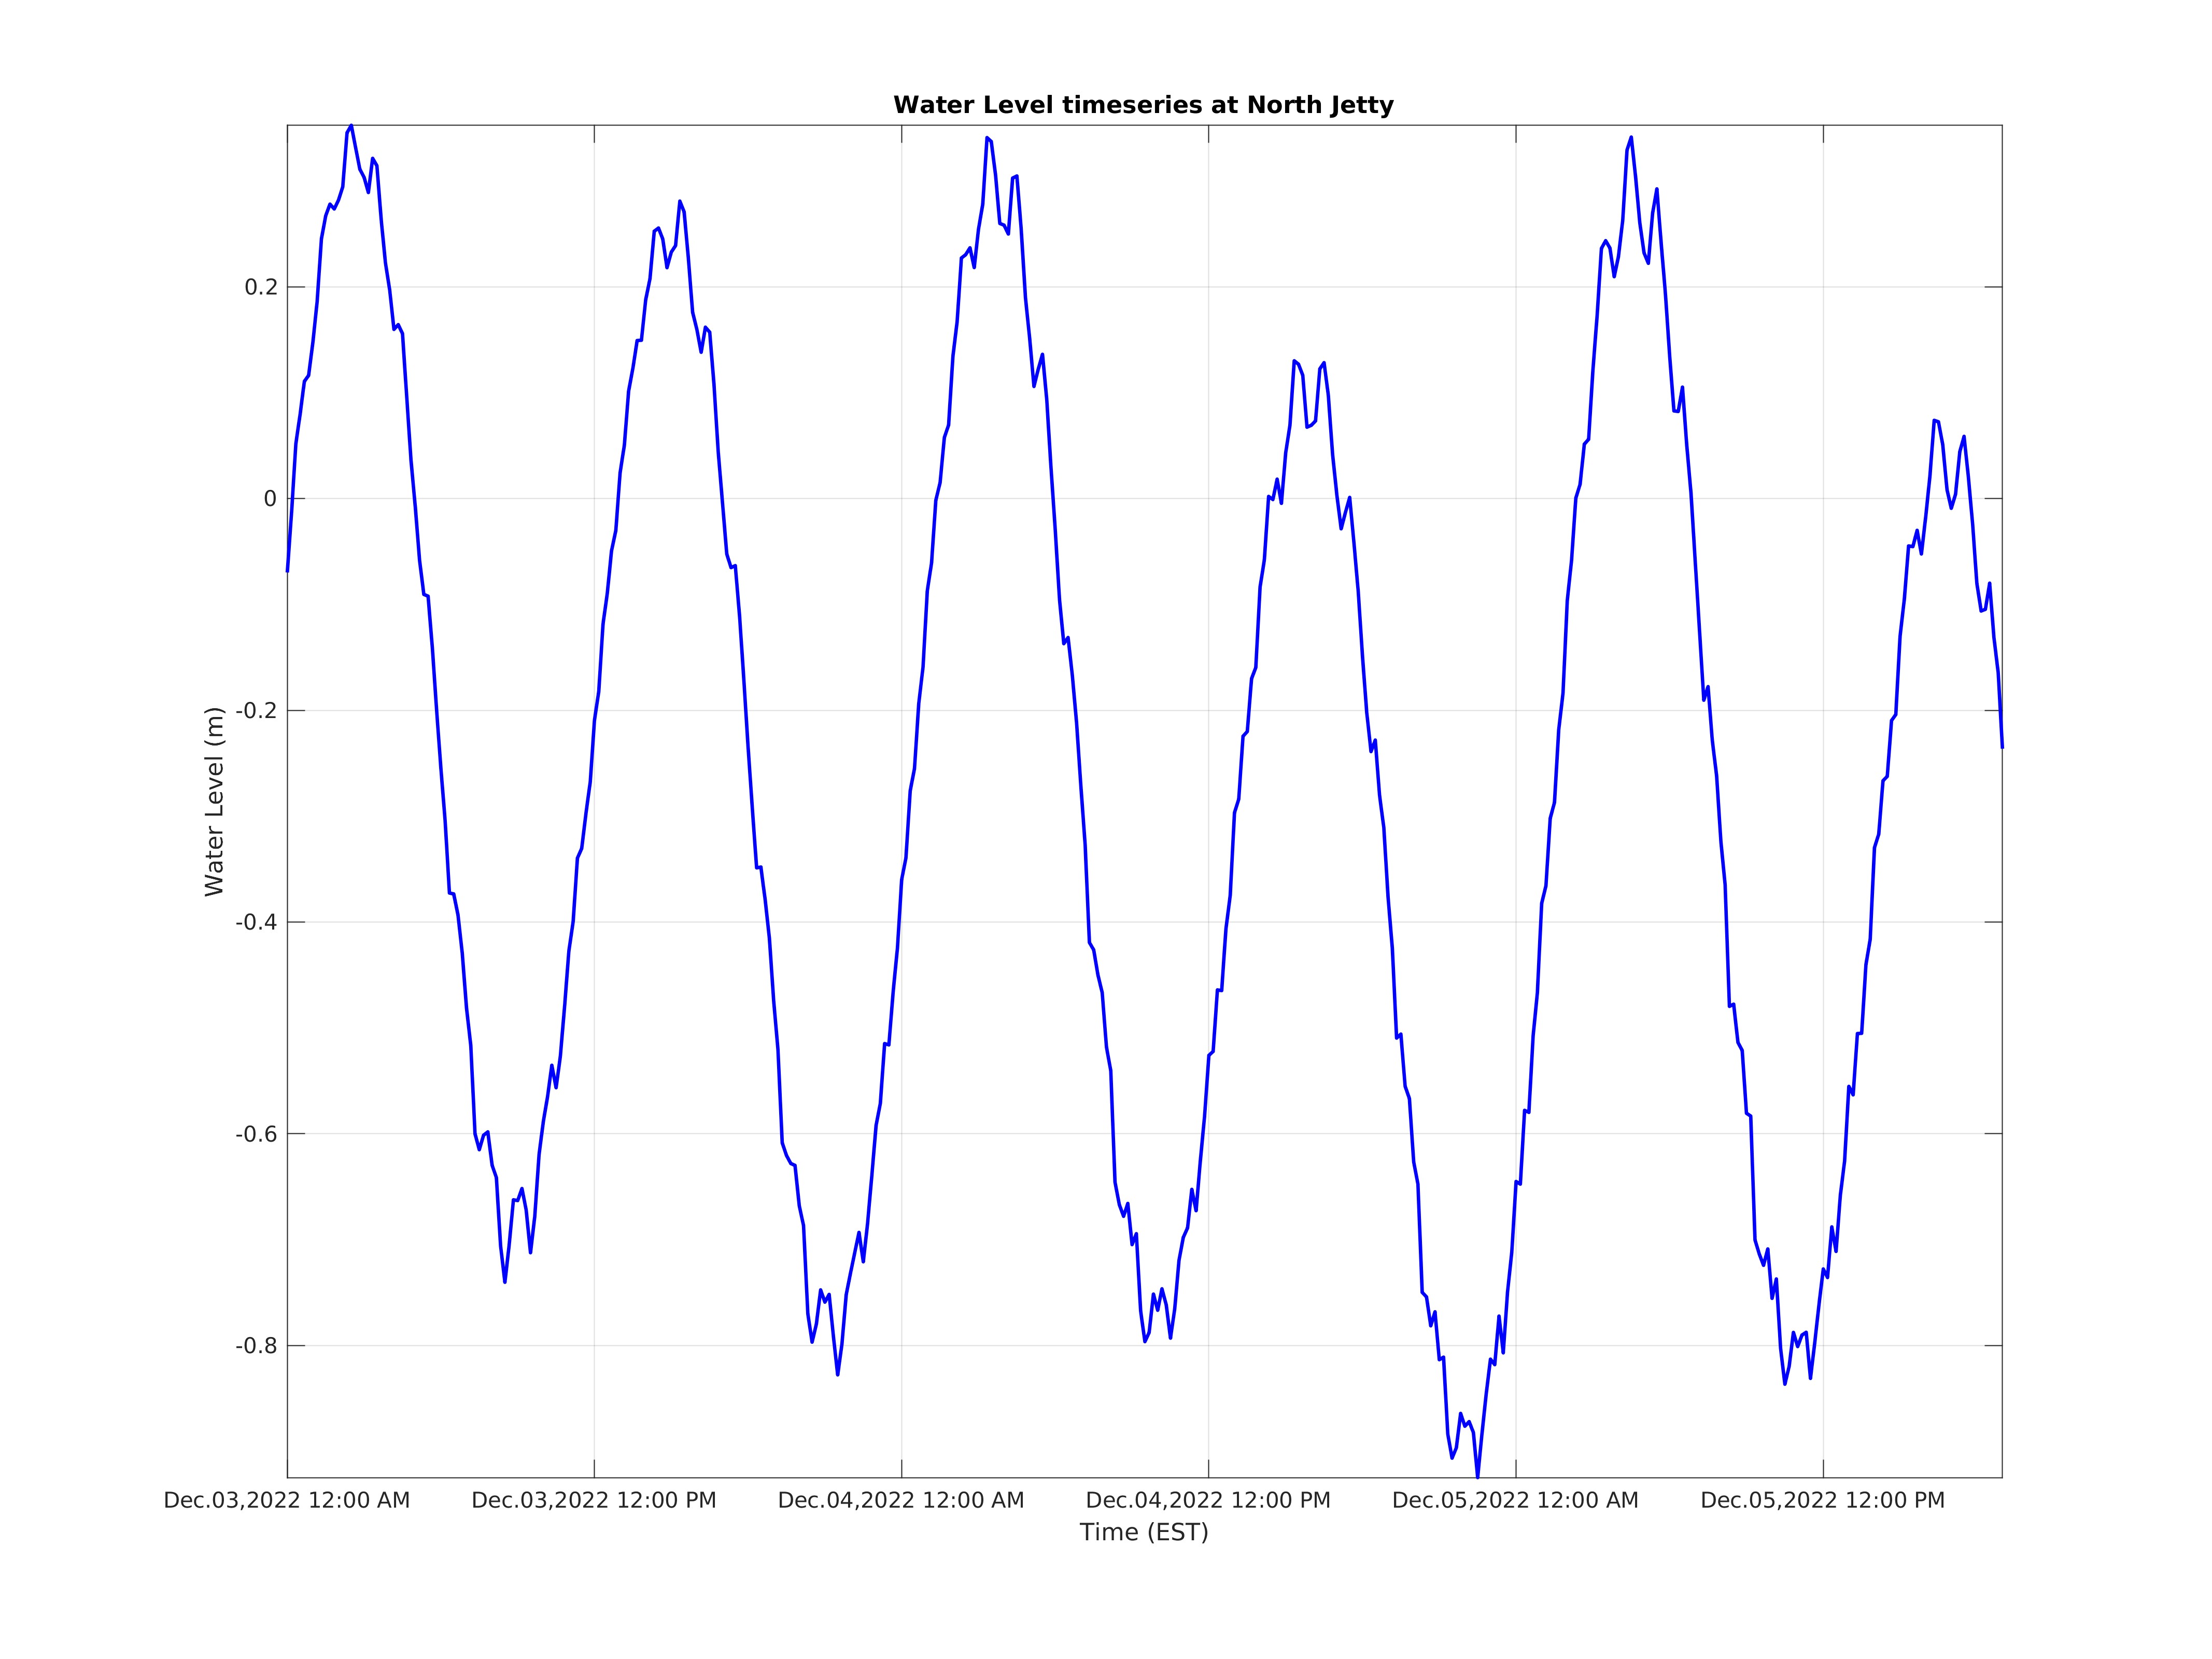 Water Level timeseries at North Jetty
0.2
0
-0.2
-0.4
-0.6
-0.8
Water Level (m)
Dec.03,2022 12:00 AM
Dec.03,2022 12:00 PM
Dec.04,2022 12:00 AM
Dec.04,2022 12:00 PM
Dec.05,2022 12:00 AM
Dec.05,2022 12:00 PM
Time (EST)